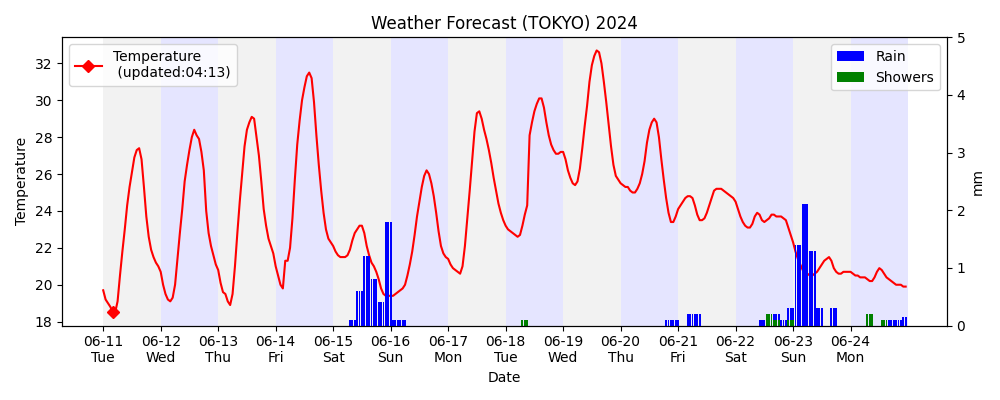 Weather Forecast (TOKYO) 2024
Temperature
(updated:04:13)
Rain
Showers
Temperature
32
30
28
26
24
22
20
18
5
4
3
2
1
0
mm
06-11 06-12 06-13 06-14 06-15 06-16 06-17 06-18 06-19 06-20 06-21 06-22 06-23 06-24
Tue Wed Thu Fri Sat Sun Mon Tue Wed Thu Fri Sat Sun Mon
Date